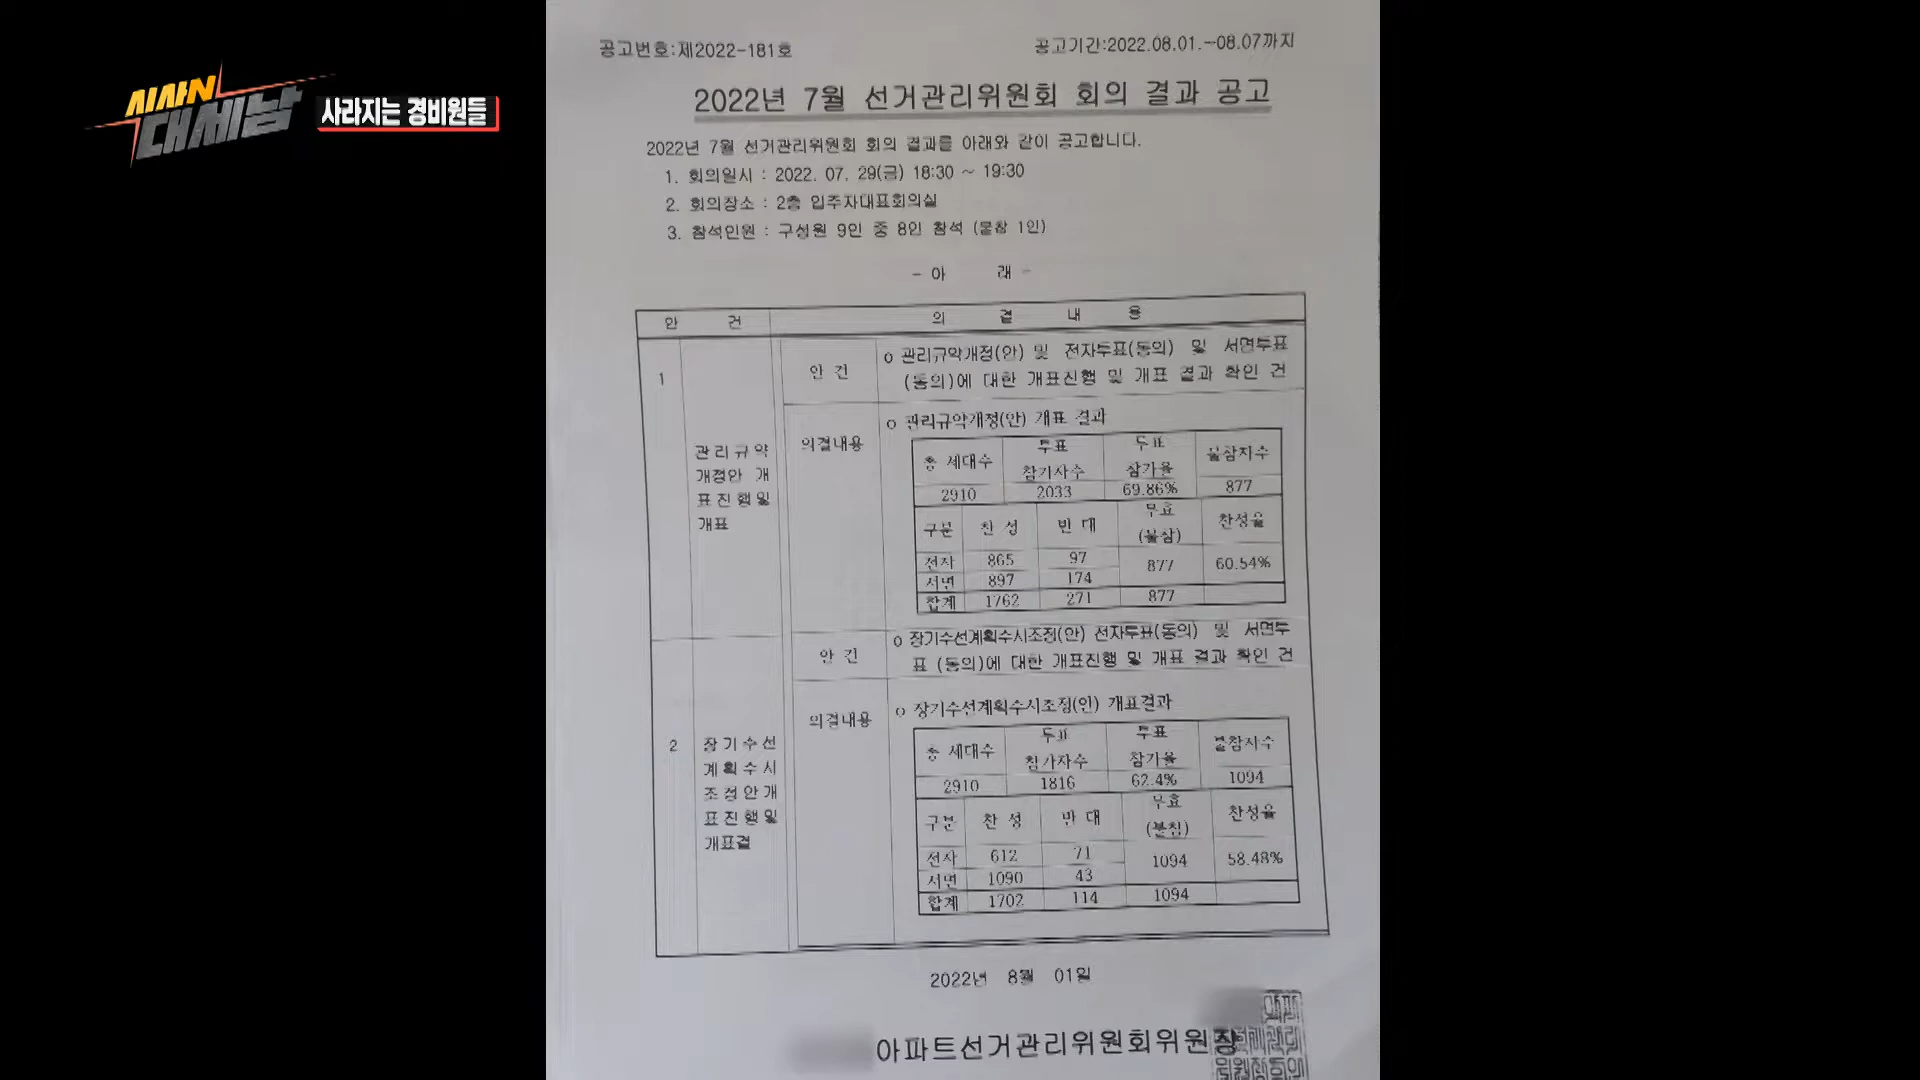 시사N
대세남
사라지는 경비원들
공고번호:제2022-181호
공고기간:2022.08.01.~08.07까지
2022년 7월 선거관리위원회 회의 결과 공고
2022년 7월 선거관리위원회 회의 결과를 아래와 같이 공고합니다.
1. 회의일시 : 2022. 07. 29(금) 18:30 ~ 19:30
2. 회의장소 : 2층 입주자대표회의실
3. 참석인원 : 구성원 9인 중 8인 참석 (불참 1인)
- 아 래 -
안 건 의 결 내 용
1
관리규약
개정안 개
표진행및
개표
안 건
o 관리규약개정(안) 및 전자투표(동의) 및 서면투표
(동의)에 대한 개표진행 및 개표 결과 확인 건
의결내용
o 관리규약개정(안) 개표 결과
총 세대수 투표 참가자수 투표 참가율 불참자수
2910 2033 69.86% 877
구분 찬 성 반 대 무효 (불참) 찬성율
전자 865 97 877 60.54%
서면 897 174
합계 1762 271 877
2
장기수선
계획수시
조정안개
표진행및
개표결
안 건
o 장기수선계획수시조정(안) 전자투표(동의) 및 서면투
표 (동의)에 대한 개표진행 및 개표 결과 확인 건
의결내용
o 장기수선계획수시조정(안) 개표결과
총 세대수 투표 참가자수 투표 참가율 불참자수
2910 1816 62.4% 1094
구분 찬 성 반 대 무효 (불참) 찬성율
전자 612 71 1094 58.48%
서면 1090 43
합계 1702 114 1094
2022년 8월 01일
아파트선거관리위원회위원장